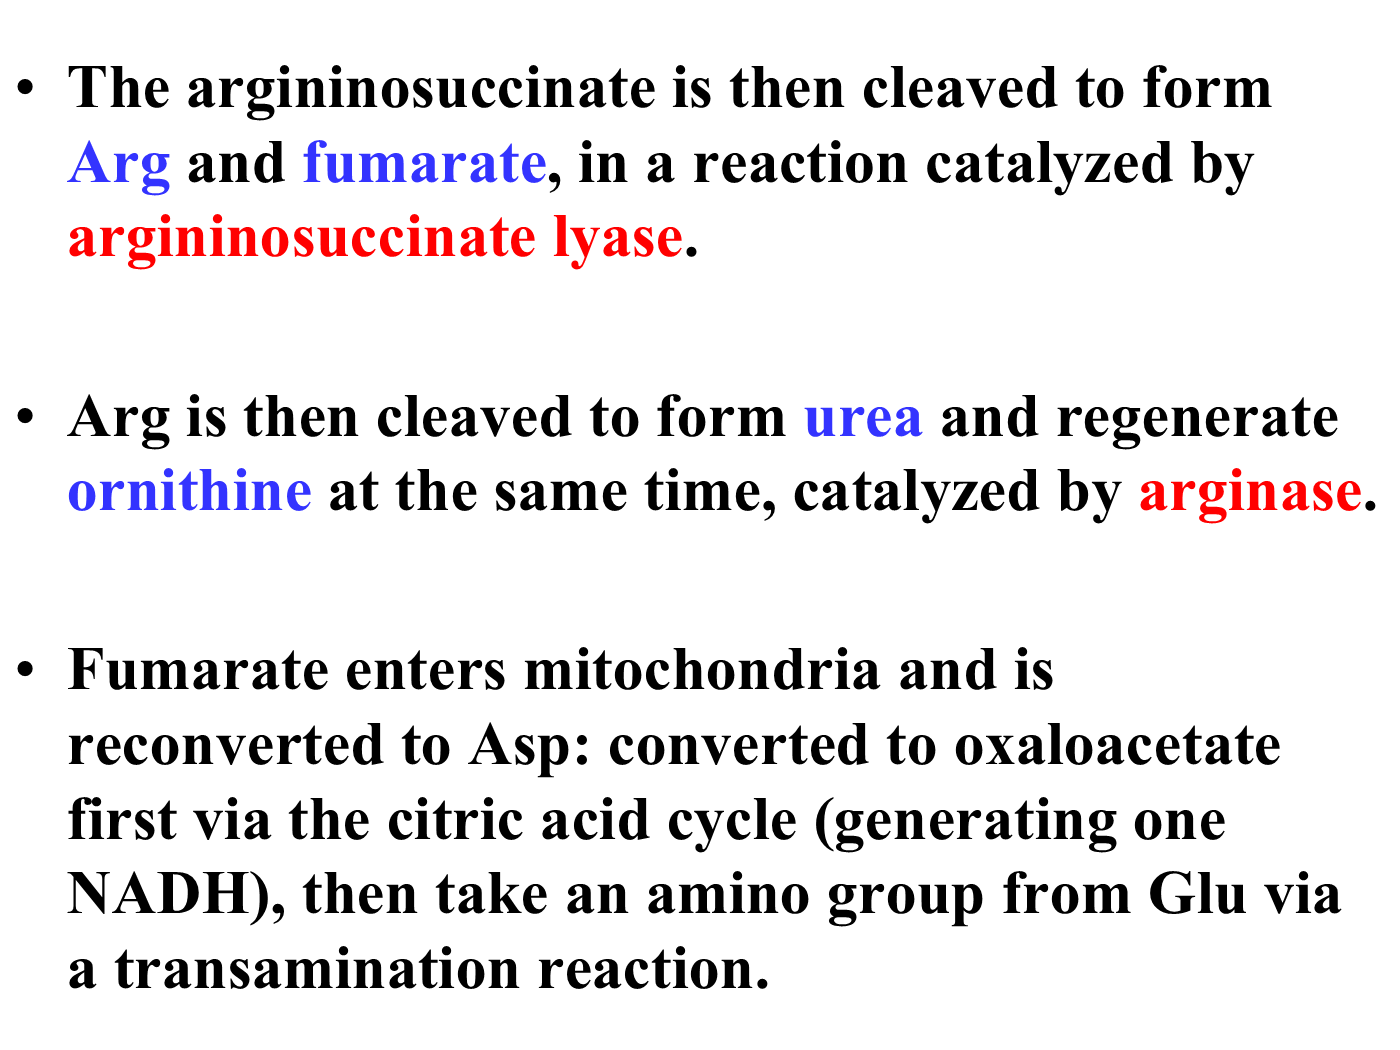 • The argininosuccinate is then cleaved to form
Arg and fumarate, in a reaction catalyzed by
argininosuccinate lyase.
• Arg is then cleaved to form urea and regenerate
ornithine at the same time, catalyzed by arginase.
• Fumarate enters mitochondria and is
reconverted to Asp: converted to oxaloacetate
first via the citric acid cycle (generating one
NADH), then take an amino group from Glu via
a transamination reaction.